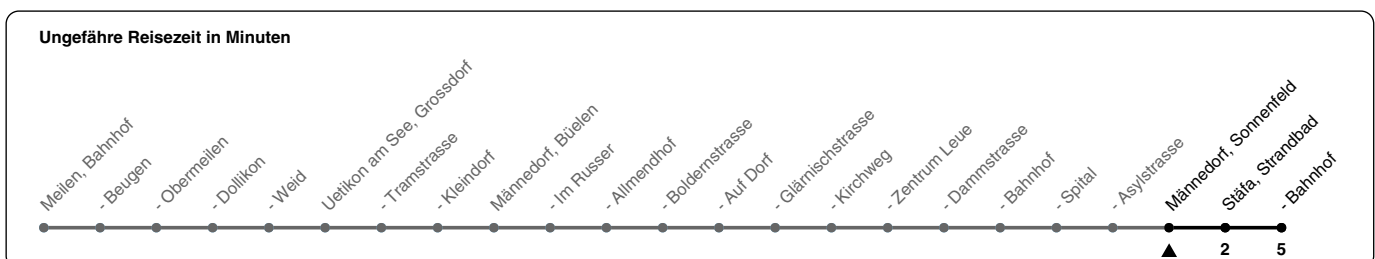 Ungefähre Reisezeit in Minuten
Meilen, Bahnhof
- Beugen
- Obermeilen
- Dollikon
- Weid
Uetikon am See, Grossdorf
- Tramstrasse
- Kleindorf
Männedorf, Büelen
- Im Russer
- Allmendhof
- Boldernstrasse
- Auf Dorf
- Glärnischstrasse
- Kirchweg
- Zentrum Leue
- Dammstrasse
- Bahnhof
- Spital
- Asylstrasse
Männedorf, Sonnenfeld
Stäfa, Strandbad
- Bahnhof
2 5